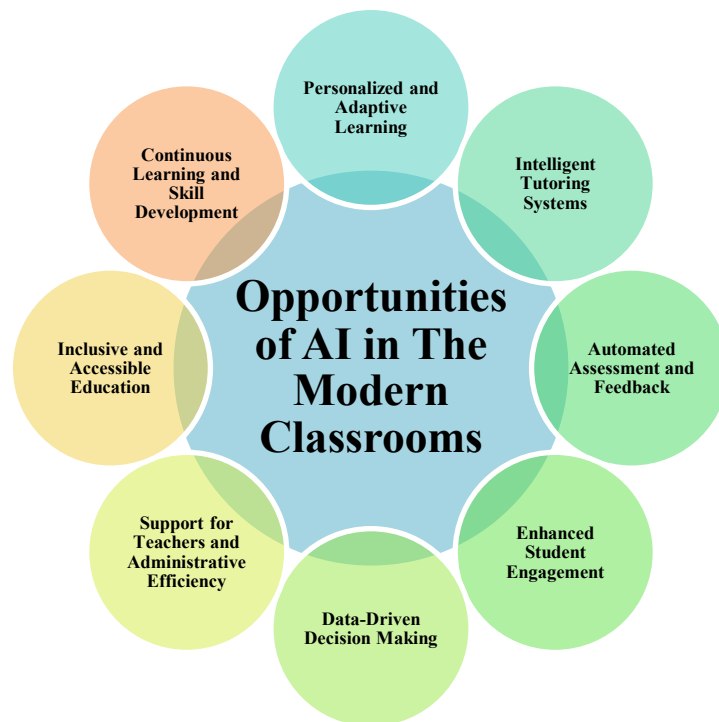 Personalized and
Adaptive
Learning
Intelligent
Tutoring
Systems
Automated
Assessment and
Feedback
Enhanced
Student
Engagement
Data-Driven
Decision Making
Support for
Teachers and
Administrative
Efficiency
Inclusive and
Accessible
Education
Continuous
Learning and
Skill
Development
Opportunities
of AI in The
Modern
Classrooms